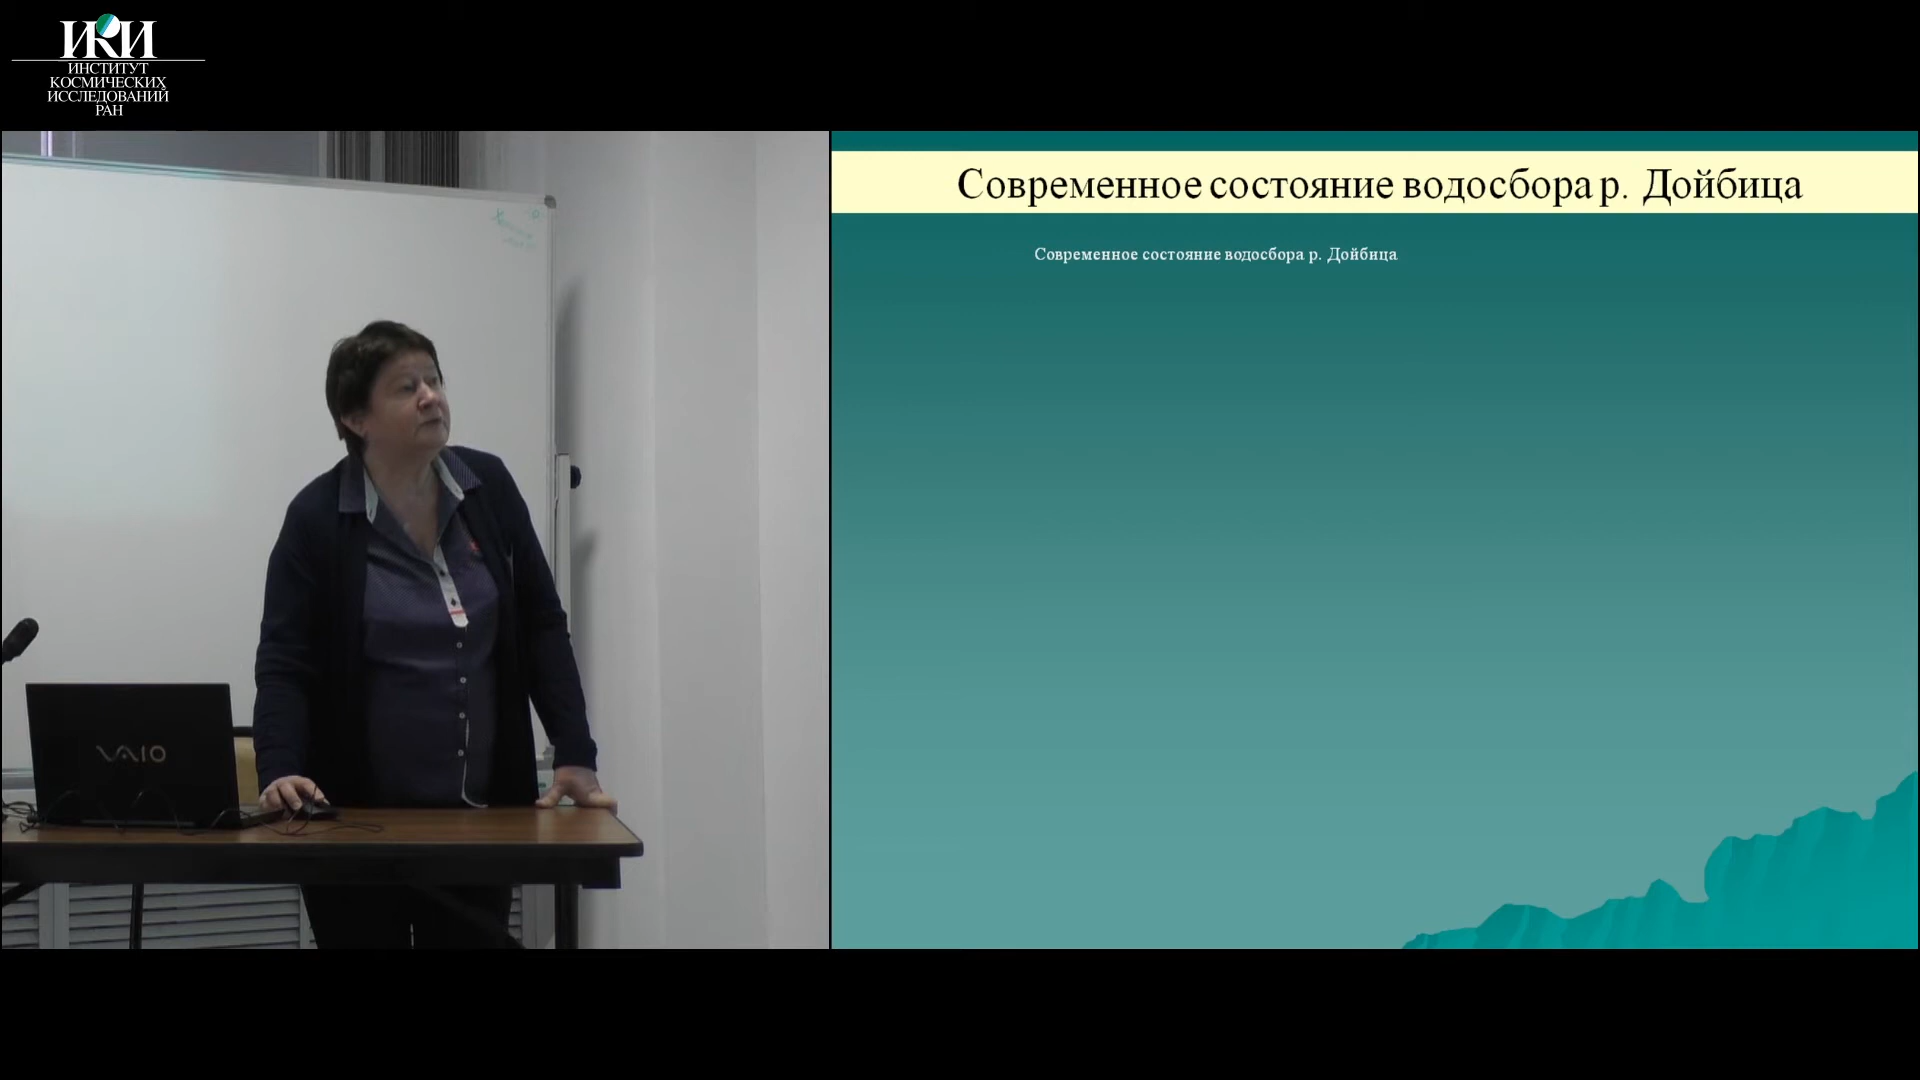 ИКИ
ИНСТИТУТ
КОСМИЧЕСКИХ
ИССЛЕДОВАНИЙ
РАН
Современное состояние водосбора р. Дойбица
Современное состояние водосбора р. Дойбица
VAIO